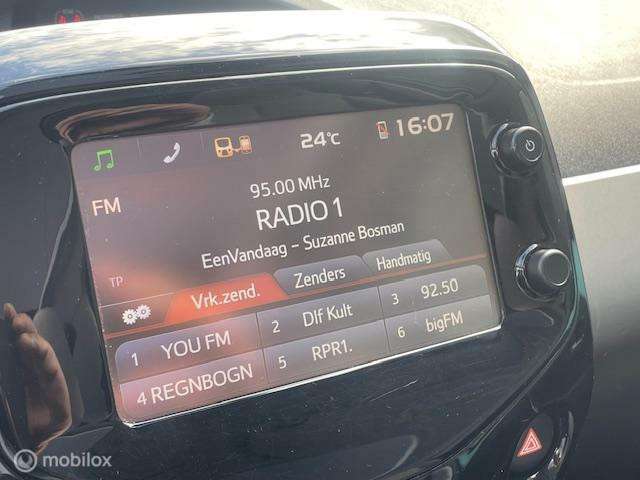 24°C
16:07
FM
95.00 MHz
RADIO 1
EenVandaag - Suzanne Bosman
TP
Vrk.zend. Zenders Handmatig
1 YOU FM 2 Dlf Kult 3 92.50
4 REGNBOGN 5 RPR1. 6 bigFM
mobilox